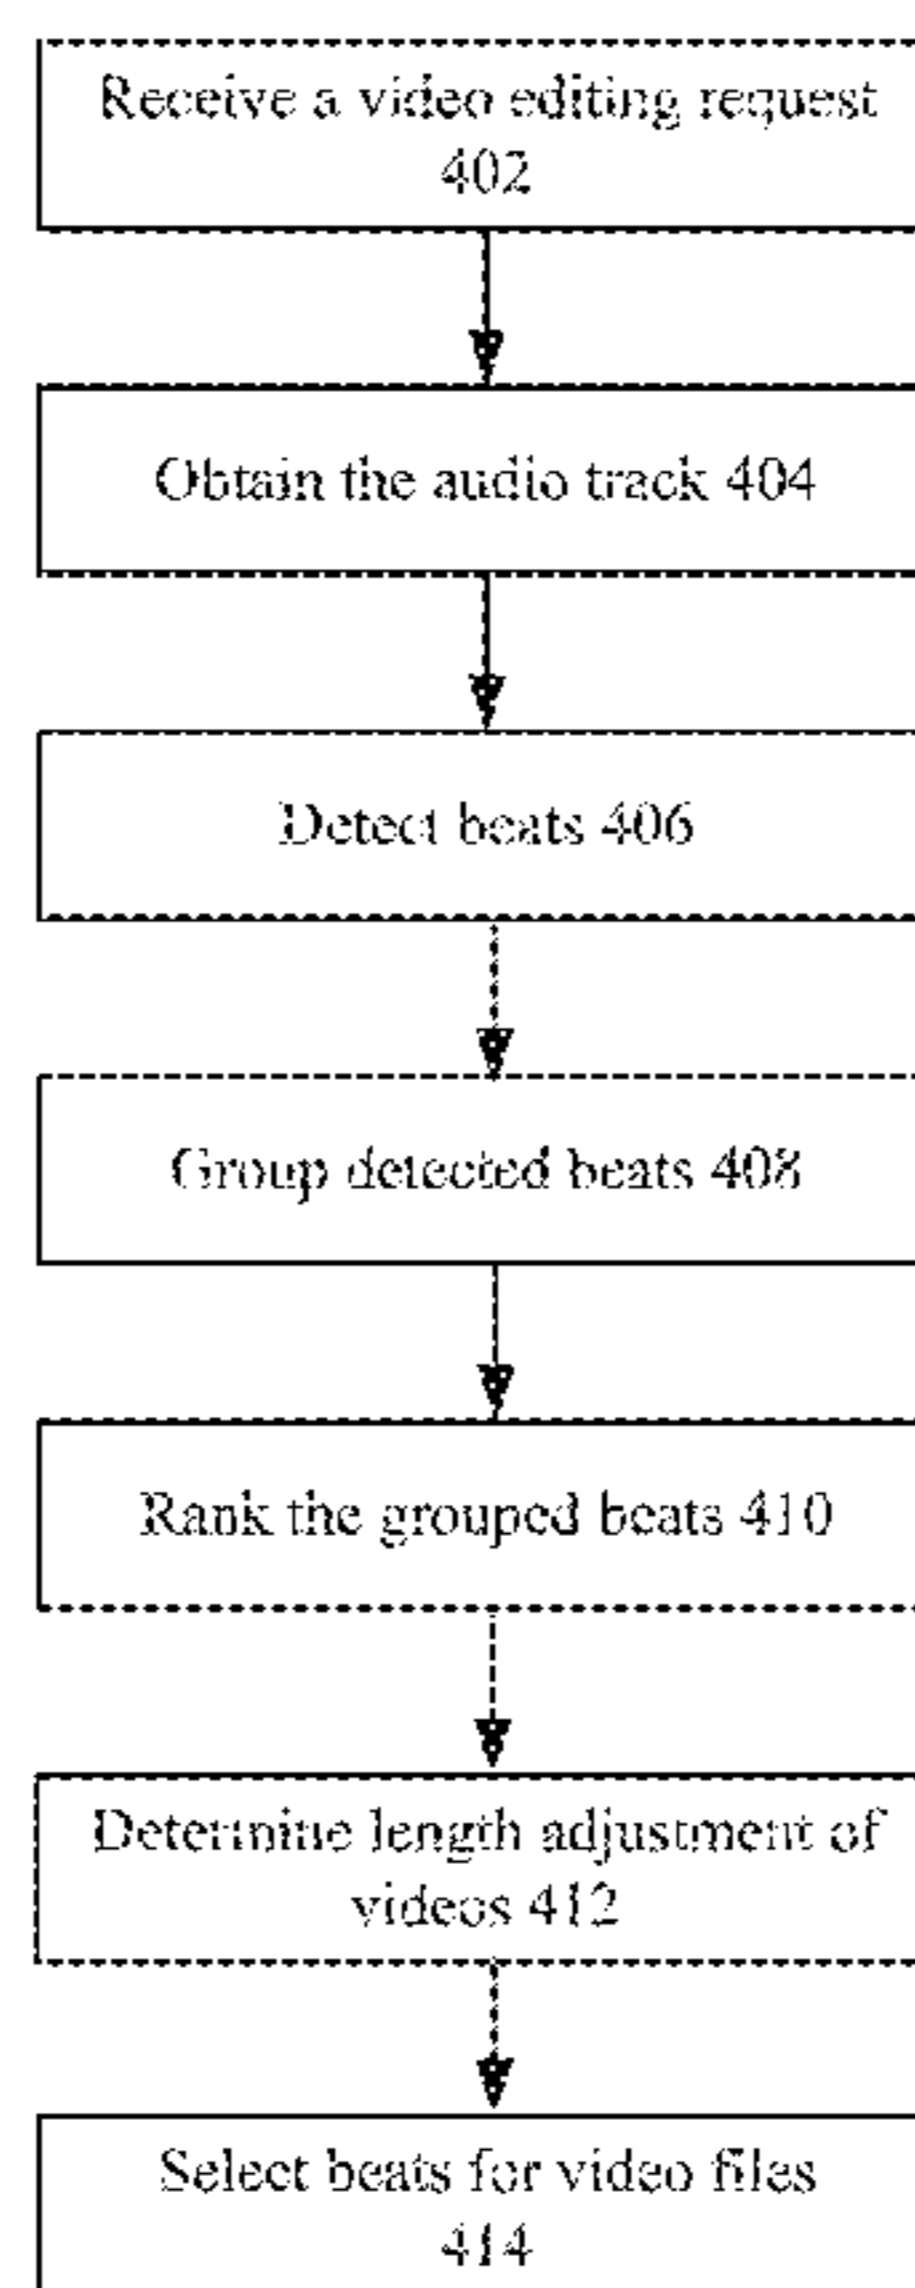 Receive a video editing request
402
Obtain the audio track 404
Detect beats 406
Group detected beats 408
Rank the grouped beats 410
Determine length adjustment of
videos 412
Select beats for video files
414